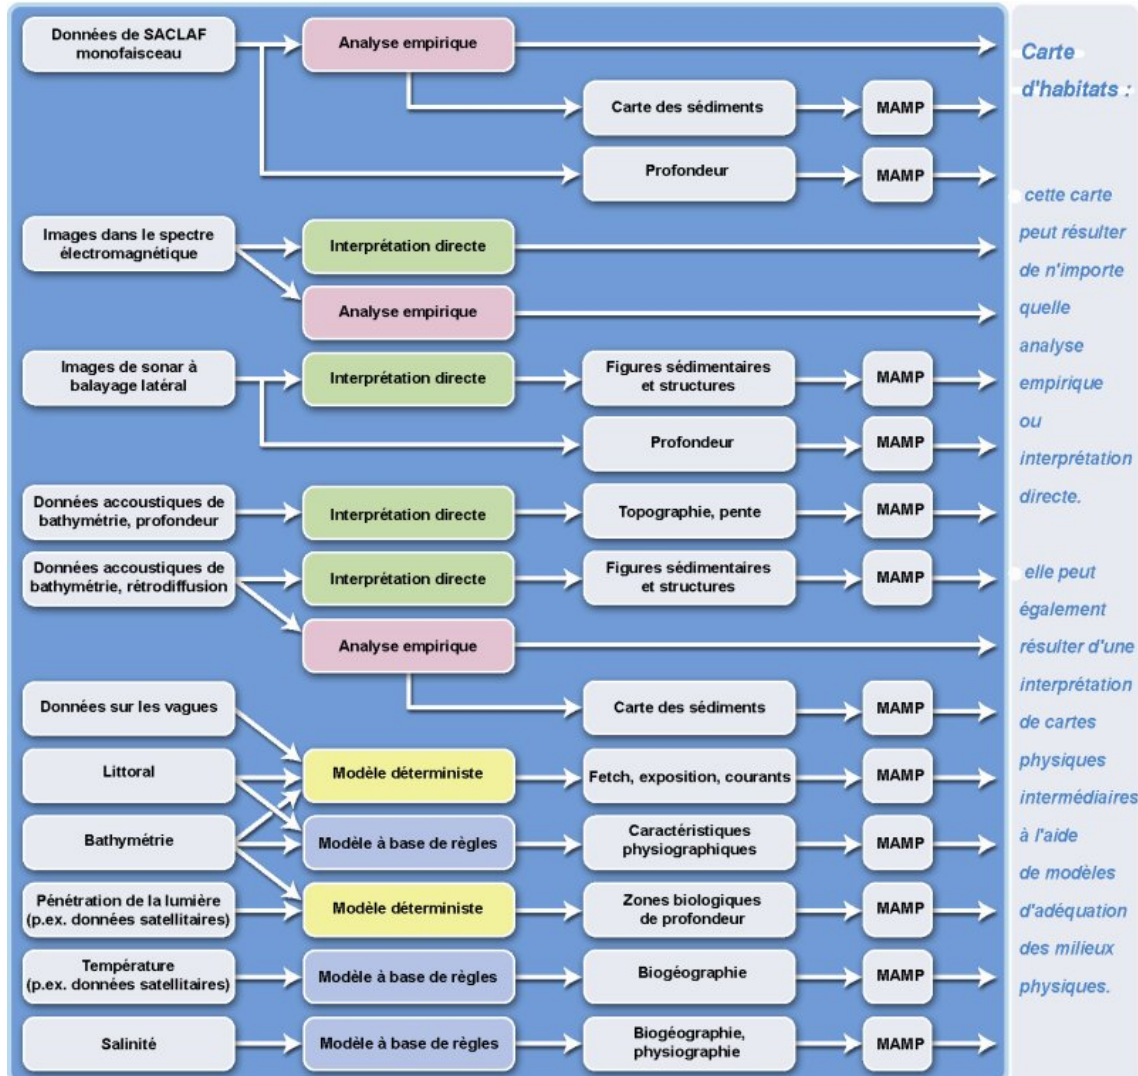 Données de SACLAF
monofaisceau
Analyse empirique
Carte des sédiments
MAMP
Profondeur
MAMP
Images dans le spectre
électromagnétique
Interprétation directe
Analyse empirique
Images de sonar à
balayage latéral
Interprétation directe
Figures sédimentaires
et structures
MAMP
Profondeur
MAMP
Données accoustiques de
bathymétrie, profondeur
Interprétation directe
Topographie, pente
MAMP
Données accoustiques de
bathymétrie, rétrodiffusion
Interprétation directe
Figures sédimentaires
et structures
MAMP
Analyse empirique
Carte des sédiments
MAMP
Données sur les vagues
Littoral
Modèle déterministe
Fetch, exposition, courants
MAMP
Bathymétrie
Modèle à base de règles
Caractéristiques
physiographiques
MAMP
Pénétration de la lumière
(p.ex. données satellitaires)
Modèle déterministe
Zones biologiques
de profondeur
MAMP
Température
(p.ex. données satellitaires)
Modèle à base de règles
Biogéographie
MAMP
Salinité
Modèle à base de règles
Biogéographie,
physiographie
MAMP
Carte
d'habitats :
cette carte
peut résulter
de n'importe
quelle
analyse
empirique
ou
interprétation
directe.
elle peut
également
résulter d'une
interprétation
de cartes
physiques
intermédiaires
à l'aide
de modèles
d'adéquation
des milieux
physiques.